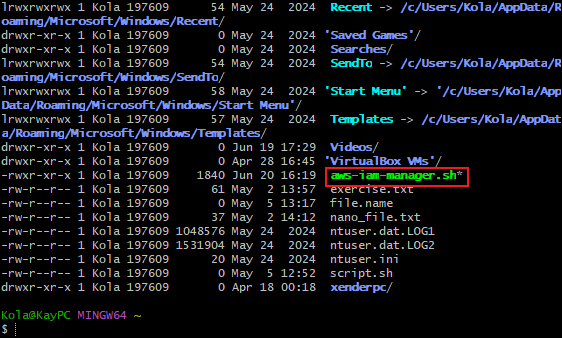 lrwxrwxrwx 1 Kola 197609      54 May 24  2024  Recent -> /c/Users/Kola/AppData/R
oaming/Microsoft/Windows/Recent/
drwxr-xr-x 1 Kola 197609       0 May 24  2024 'Saved Games'/
drwxr-xr-x 1 Kola 197609       0 May 24  2024  Searches/
lrwxrwxrwx 1 Kola 197609      54 May 24  2024  SendTo -> /c/Users/Kola/AppData/R
oaming/Microsoft/Windows/SendTo/
lrwxrwxrwx 1 Kola 197609      58 May 24  2024 'Start Menu' -> '/c/Users/Kola/App
Data/Roaming/Microsoft/Windows/Start Menu'/
lrwxrwxrwx 1 Kola 197609      57 May 24  2024  Templates -> /c/Users/Kola/AppDat
a/Roaming/Microsoft/Windows/Templates/
drwxr-xr-x 1 Kola 197609       0 Jun 19 17:29  Videos/
drwxr-xr-x 1 Kola 197609       0 Apr 28 16:45 'VirtualBox VMs'/
-rwxr-xr-x 1 Kola 197609    1840 Jun 20 16:19  aws-iam-manager.sh*
-rw-r--r-- 1 Kola 197609      61 May  2 13:57  exercise.txt
-rw-r--r-- 1 Kola 197609       0 May  5 13:17  file.name
-rw-r--r-- 1 Kola 197609      37 May  2 14:12  nano_file.txt
-rw-r--r-- 1 Kola 197609 1048576 May 24  2024  ntuser.dat.LOG1
-rw-r--r-- 1 Kola 197609 1531904 May 24  2024  ntuser.dat.LOG2
-rw-r--r-- 1 Kola 197609      20 May 24  2024  ntuser.ini
-rw-r--r-- 1 Kola 197609       0 May  5 12:52  script.sh
drwxr-xr-x 1 Kola 197609       0 Apr 18 00:18  xenderpc/
Kola@KayPC MINGW64 ~
$